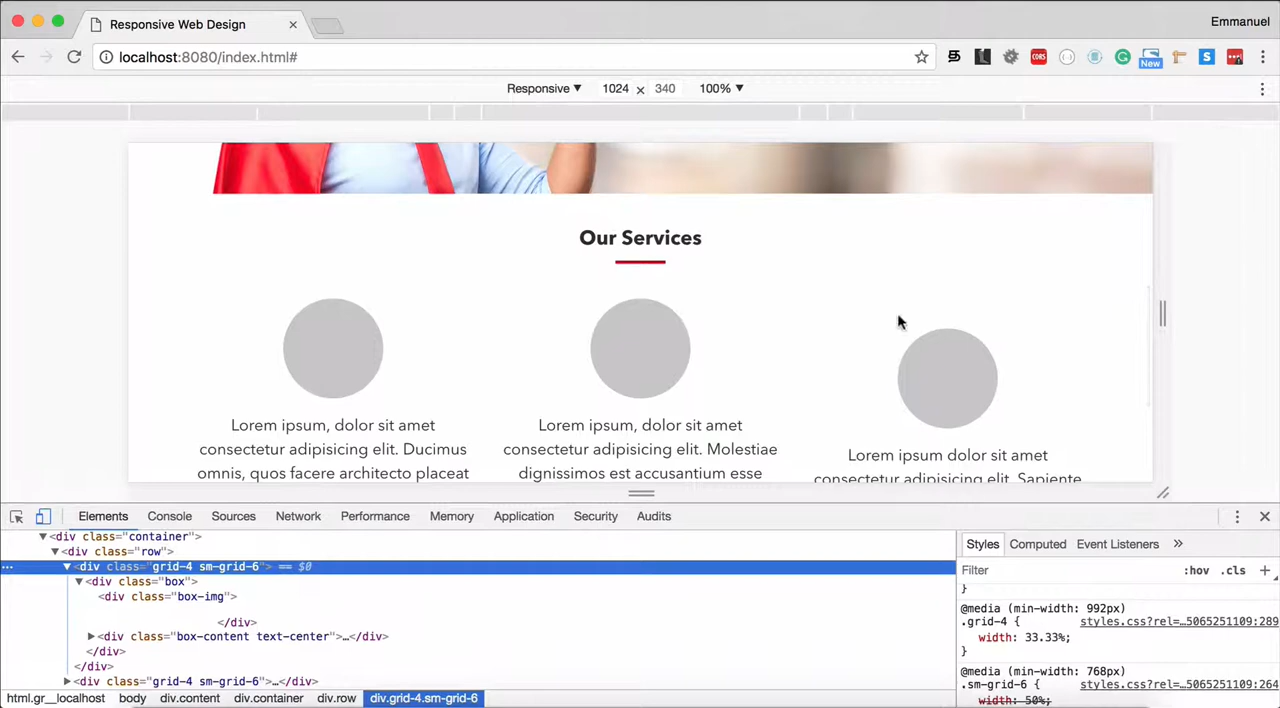 Responsive Web Design
Emmanuel
localhost:8080/index.html#
CORS
New
S
Responsive ▼ 1024 × 340 100% ▼
Our Services
Lorem ipsum, dolor sit amet
consectetur adipisicing elit. Ducimus
omnis, quos facere architecto placeat
Lorem ipsum, dolor sit amet
consectetur adipisicing elit. Molestiae
dignissimos est accusantium esse
Lorem ipsum dolor sit amet
consectetur adipisicing elit. Sapiente
Elements Console Sources Network Performance Memory Application Security Audits
▼<div class="container">
▼<div class="row">
... ▼<div class="grid-4 sm-grid-6"> == $0
▼<div class="box">
<div class="box-img">
</div>
▶<div class="box-content text-center">…</div>
</div>
</div>
▶<div class="grid-4 sm-grid-6">…</div>
html.gr__localhost body div.content div.container div.row div.grid-4.sm-grid-6
Styles Computed Event Listeners »
Filter :hov .cls +
}
@media (min-width: 992px)
.grid-4 { styles.css?rel=…5065251109:289
width: 33.33%;
}
@media (min-width: 768px)
.sm-grid-6 { styles.css?rel=…5065251109:264
width: 50%;